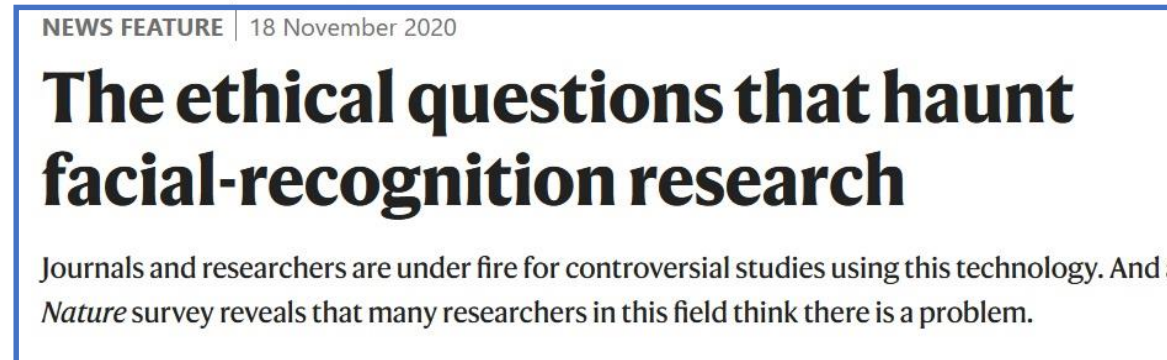 NEWS FEATURE | 18 November 2020
The ethical questions that haunt
facial-recognition research
Journals and researchers are under fire for controversial studies using this technology. And
Nature survey reveals that many researchers in this field think there is a problem.